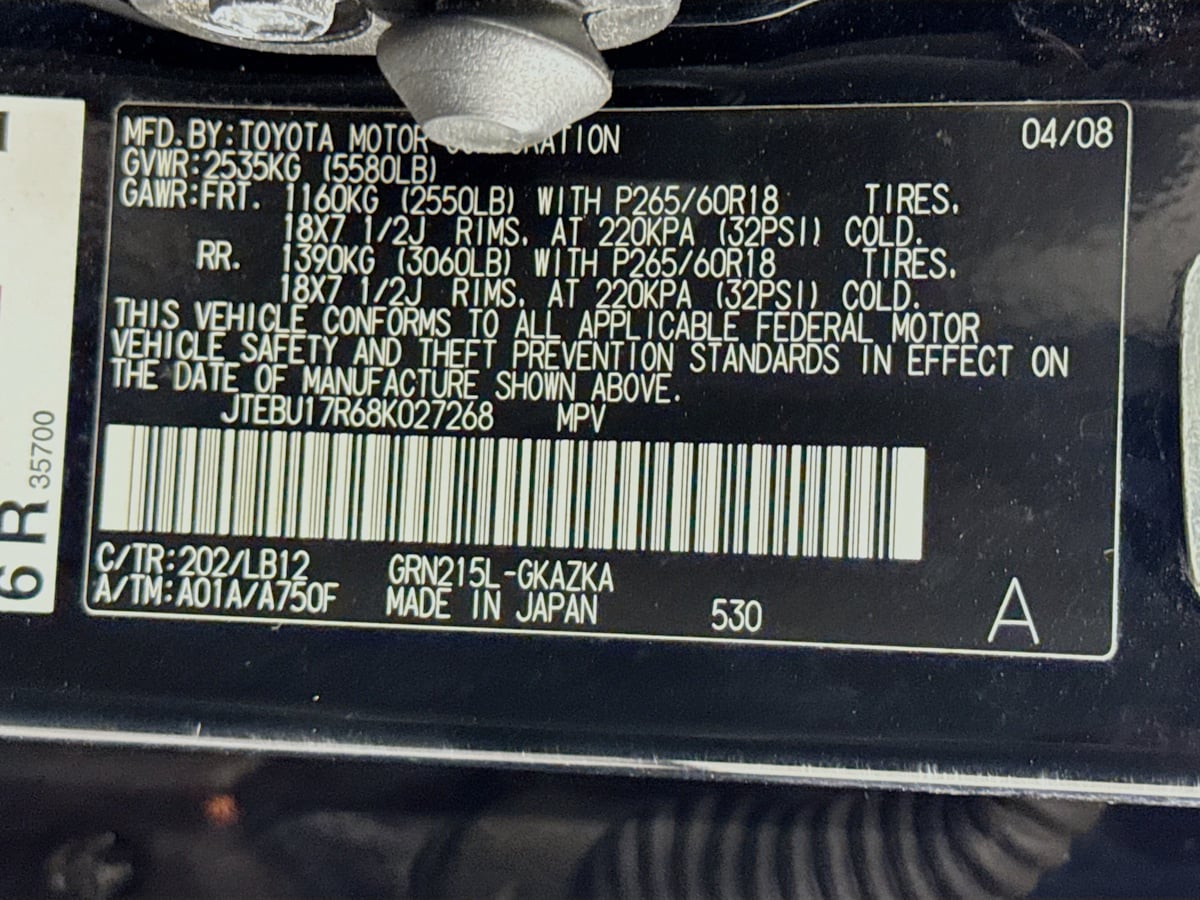 MFD. BY: TOYOTA MOTOR RATION 04/08
GVWR: 2535KG (5580LB)
GAWR: FRT. 1160KG (2550LB) WITH P265/60R18 TIRES.
18X7 1/2J RIMS. AT 220KPA (32PSI) COLD.
RR. 1390KG (3060LB) WITH P265/60R18 TIRES.
18X7 1/2J RIMS. AT 220KPA (32PSI) COLD.
THIS VEHICLE CONFORMS TO ALL APPLICABLE FEDERAL MOTOR
VEHICLE SAFETY AND THEFT PREVENTION STANDARDS IN EFFECT ON
THE DATE OF MANUFACTURE SHOWN ABOVE.
JTEBU17R68K027268 MPV
C/TR: 202/LB12 GRN215L-GKAZKA
A/TM: A01A/A750F MADE IN JAPAN 530 A
6 R 35700